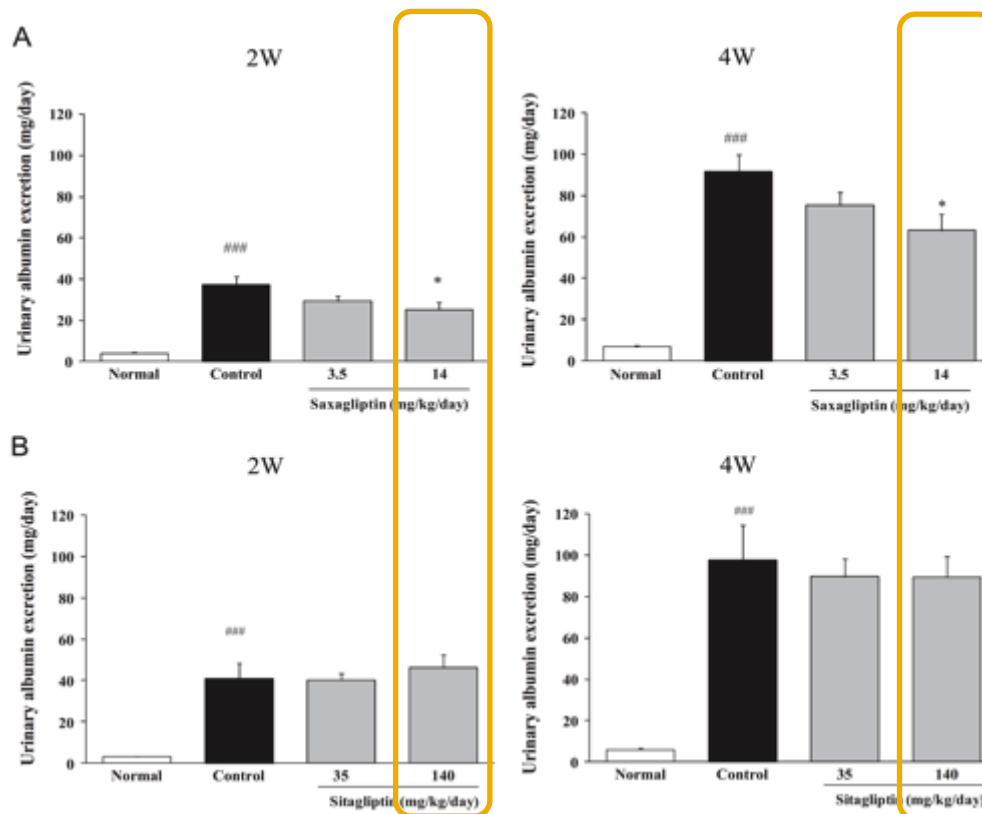 A
2W
Urinary albumin excretion (mg/day)
120
100
80
60
40
20
0
###
*
Normal Control 3.5 14
Saxagliptin (mg/kg/day)
4W
Urinary albumin excretion (mg/day)
120
100
80
60
40
20
0
###
*
Normal Control 3.5 14
Saxagliptin (mg/kg/day)
B
2W
Urinary albumin excretion (mg/day)
120
100
80
60
40
20
0
###
Normal Control 35 140
Sitagliptin (mg/kg/day)
4W
Urinary albumin excretion (mg/day)
120
100
80
60
40
20
0
###
Normal Control 35 140
Sitagliptin (mg/kg/day)